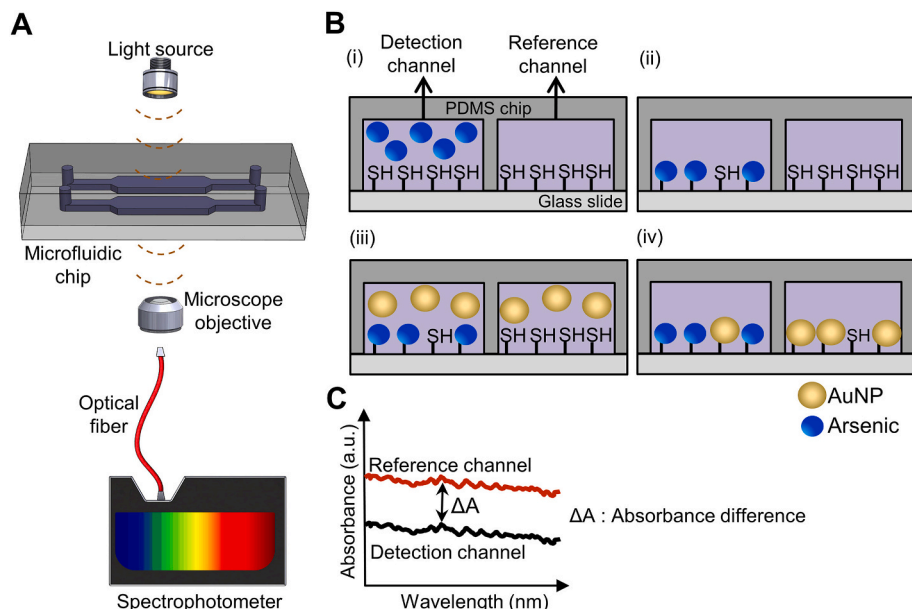 A
Light source
Microfluidic
chip
Microscope
objective
Optical
fiber
Spectrophotometer
B
(i)
Detection
channel
Reference
channel
PDMS chip
SH SH SH SH
SH SH SH SH
Glass slide
(ii)
SH
SH SH SH SH
(iii)
SH
SH SH SH SH
(iv)
SH
AuNP
Arsenic
C
Absorbance (a.u.)
Reference channel
ΔA
Detection channel
Wavelength (nm)
ΔA : Absorbance difference